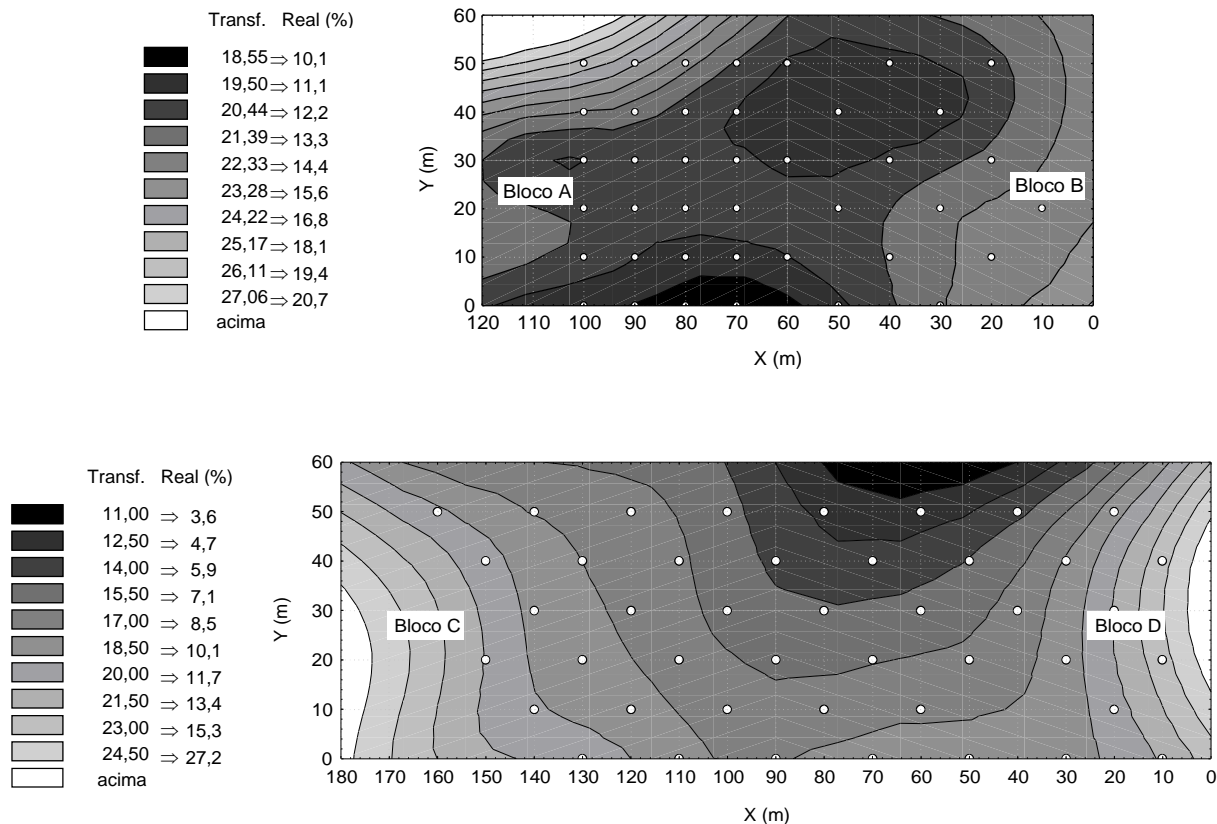 Transf. Real (%)
18,55 ⇒ 10,1
19,50 ⇒ 11,1
20,44 ⇒ 12,2
21,39 ⇒ 13,3
22,33 ⇒ 14,4
23,28 ⇒ 15,6
24,22 ⇒ 16,8
25,17 ⇒ 18,1
26,11 ⇒ 19,4
27,06 ⇒ 20,7
acima
Y (m)
60
50
40
30
20
10
0
Bloco A
Bloco B
120 110 100 90 80 70 60 50 40 30 20 10 0
X (m)
Transf. Real (%)
11,00 ⇒ 3,6
12,50 ⇒ 4,7
14,00 ⇒ 5,9
15,50 ⇒ 7,1
17,00 ⇒ 8,5
18,50 ⇒ 10,1
20,00 ⇒ 11,7
21,50 ⇒ 13,4
23,00 ⇒ 15,3
24,50 ⇒ 27,2
acima
Y (m)
60
50
40
30
20
10
0
Bloco C
Bloco D
180 170 160 150 140 130 120 110 100 90 80 70 60 50 40 30 20 10 0
X (m)